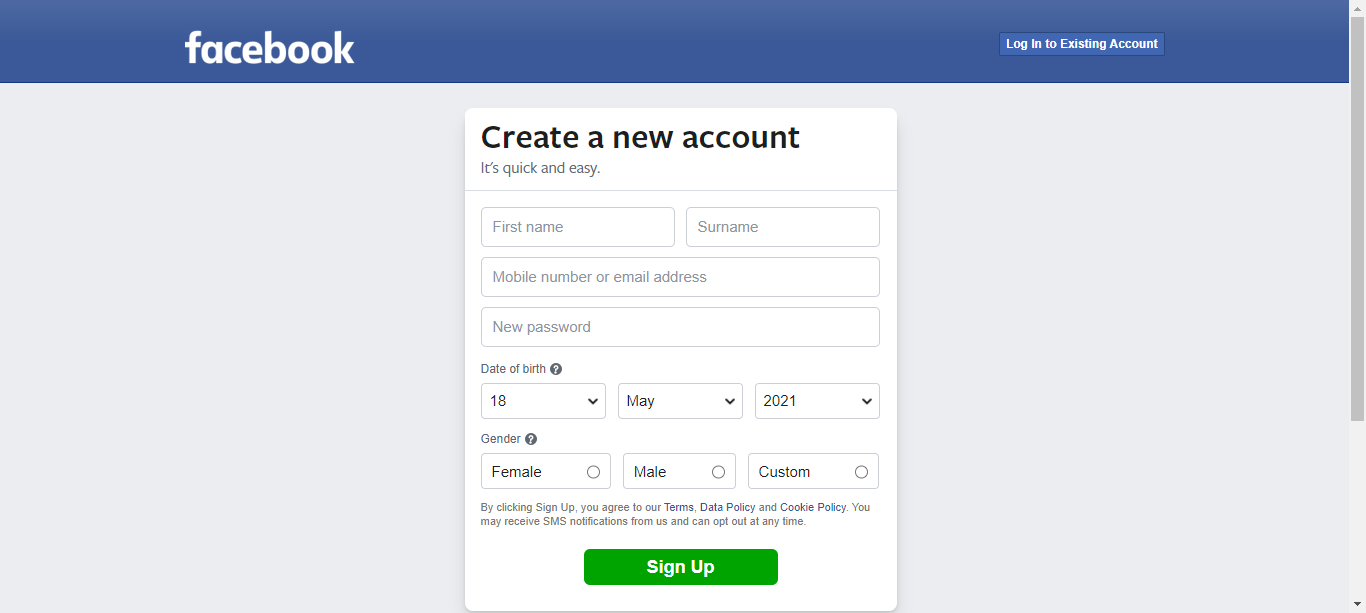 facebook
Log In to Existing Account
Create a new account
It's quick and easy.
First name
Surname
Mobile number or email address
New password
Date of birth ?
18
May
2021
Gender ?
Female
Male
Custom
By clicking Sign Up, you agree to our Terms, Data Policy and Cookie Policy. You
may receive SMS notifications from us and can opt out at any time.
Sign Up